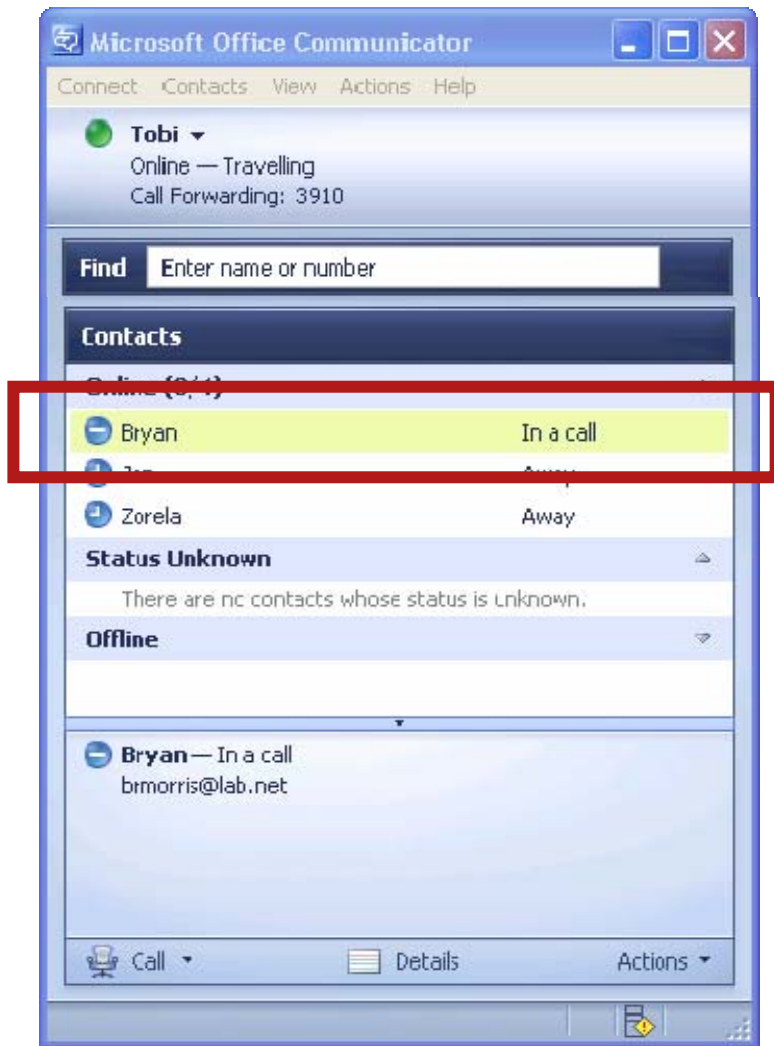 Microsoft Office Communicator
Connect Contacts View Actions Help
Tobi
Online — Travelling
Call Forwarding: 3910
Find Enter name or number
Contacts
Online
Bryan In a call
Away
Zorela Away
Status Unknown
There are no contacts whose status is unknown.
Offline
Bryan — In a call
brmorris@lab.net
Call Details Actions